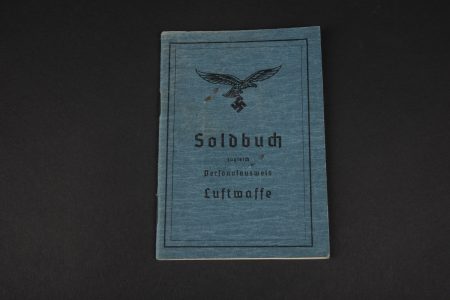 Soldbuch
zugleich
Personalausweis
Luftwaffe